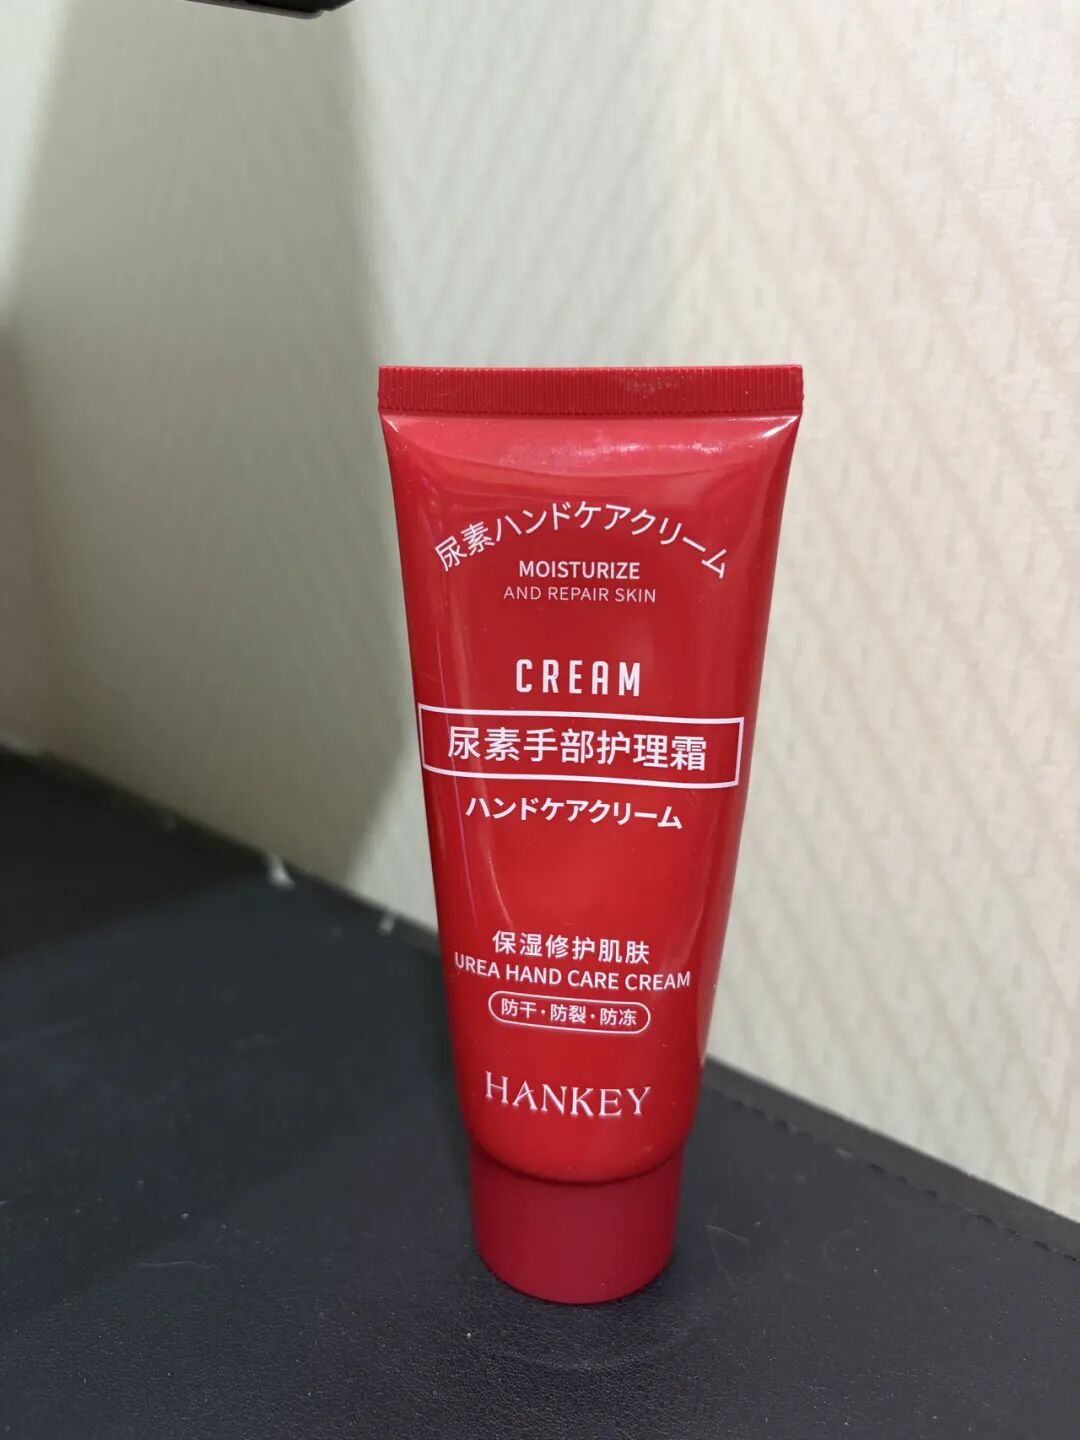 尿素ハンドケアクリーム
MOISTURIZE
AND REPAIR SKIN
CREAM
尿素手部护理霜
ハンドケアクリーム
保湿修护肌肤
UREA HAND CARE CREAM
防干·防裂·防冻
HANKEY